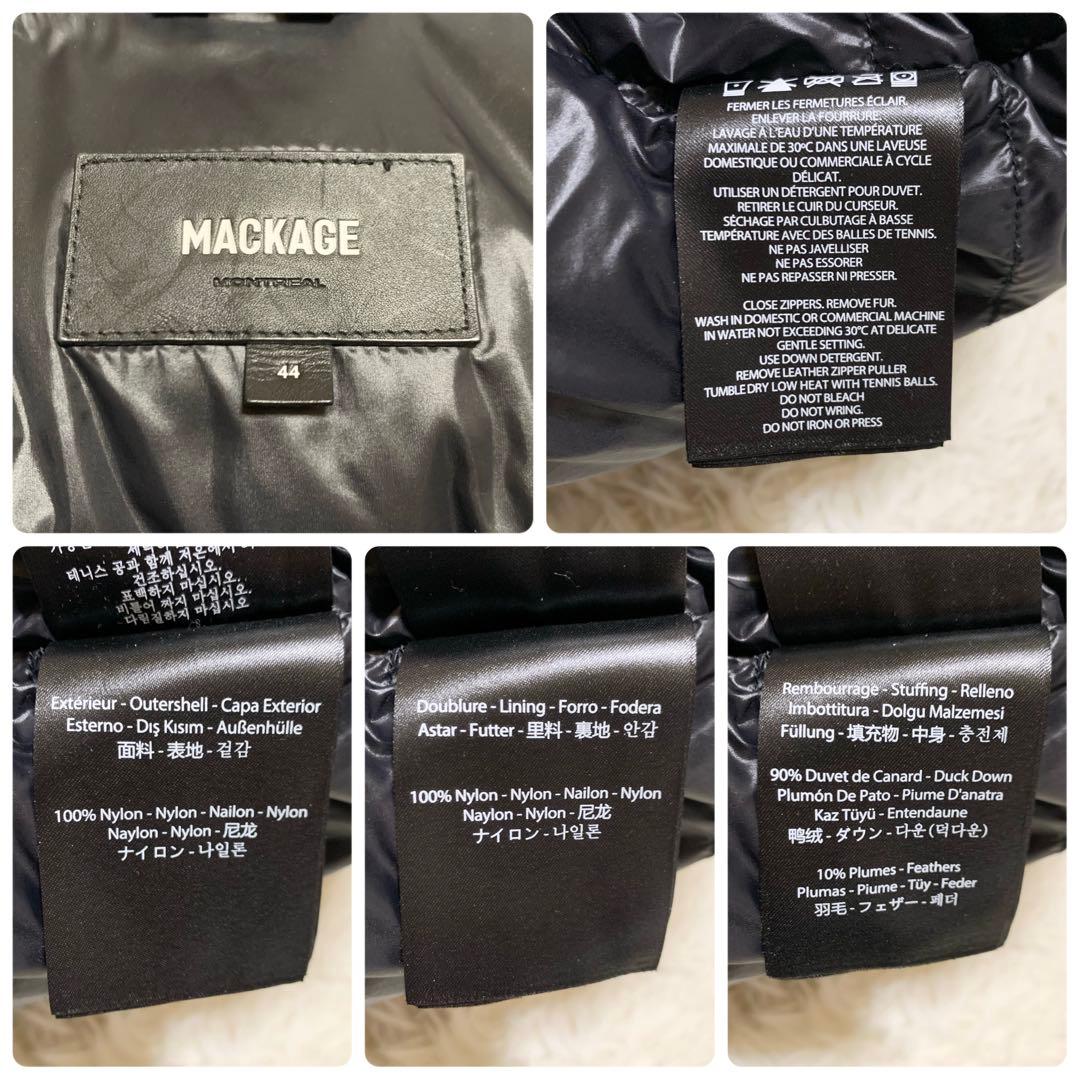 MACKAGE
MONTREAL
44
FERMER LES FERMETURES ÉCLAIR.
ENLEVER LA FOURRURE.
LAVAGE À L'EAU D'UNE TEMPÉRATURE
MAXIMALE DE 30ºC DANS UNE LAVEUSE
DOMESTIQUE OU COMMERCIALE À CYCLE
DÉLICAT.
UTILISER UN DÉTERGENT POUR DUVET.
RETIRER LE CUIR DU CURSEUR.
SÉCHAGE PAR CULBUTAGE À BASSE
TEMPÉRATURE AVEC DES BALLES DE TENNIS.
NE PAS JAVELLISER
NE PAS ESSORER
NE PAS REPASSER NI PRESSER.
CLOSE ZIPPERS. REMOVE FUR.
WASH IN DOMESTIC OR COMMERCIAL MACHINE
IN WATER NOT EXCEEDING 30°C AT DELICATE
GENTLE SETTING.
USE DOWN DETERGENT.
REMOVE LEATHER ZIPPER PULLER
TUMBLE DRY LOW HEAT WITH TENNIS BALLS.
DO NOT BLEACH
DO NOT WRING.
DO NOT IRON OR PRESS
테니스 공과 함께 저온에서
건조하십시오.
표백하지 마십시오.
비틀어 짜지 마십시오
다림질하지 마십시오
Extérieur - Outershell - Capa Exterior
Esterno - Dış Kısım - Außenhülle
面料 - 表地 - 겉감
100% Nylon - Nylon - Nailon - Nylon
Naylon - Nylon - 尼龙
ナイロン - 나일론
Doublure - Lining - Forro - Fodera
Astar - Futter - 里料 - 裏地 - 안감
100% Nylon - Nylon - Nailon - Nylon
Naylon - Nylon - 尼龙
ナイロン - 나일론
Rembourrage - Stuffing - Relleno
Imbottitura - Dolgu Malzemesi
Füllung - 填充物 - 中身 - 충전제
90% Duvet de Canard - Duck Down
Plumón De Pato - Piume D'anatra
Kaz Tüyü - Entendaune
鸭绒 - ダウン - 다운(덕다운)
10% Plumes - Feathers
Plumas - Piume - Tüy - Feder
羽毛 - フェザー - 페더